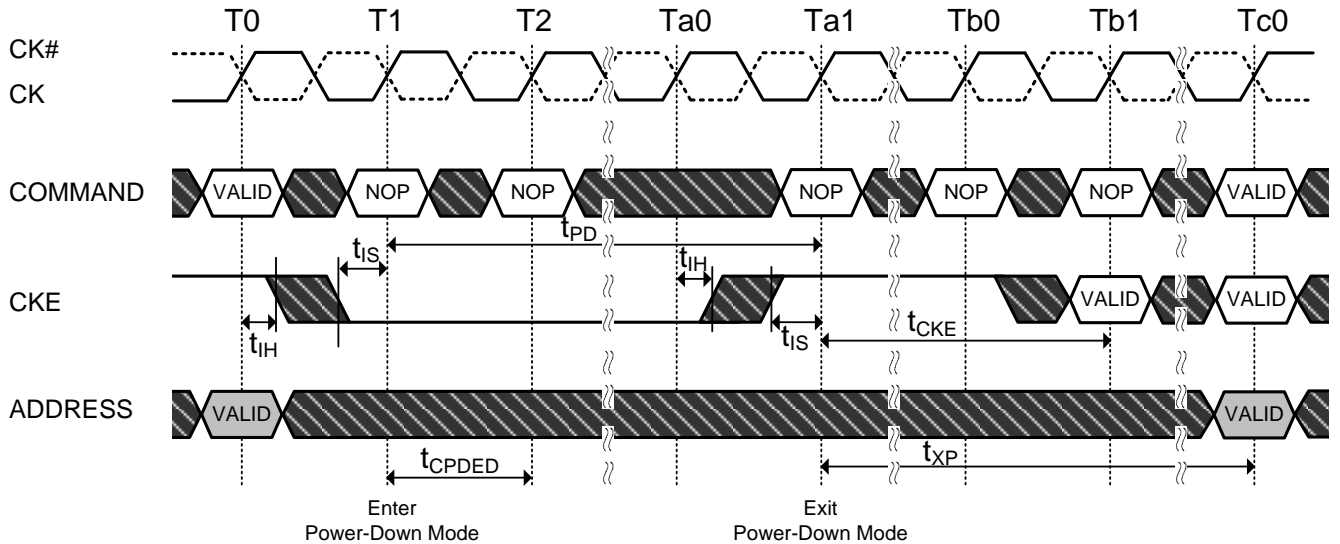 T0 T1 T2 Ta0 Ta1 Tb0 Tb1 Tc0
CK#
CK
COMMAND VALID NOP NOP NOP NOP NOP VALID
tPD
tIS tIH
CKE VALID VALID
tIH tIS tCKE
ADDRESS VALID VALID
tCPDED tXP
Enter
Power-Down Mode
Exit
Power-Down Mode